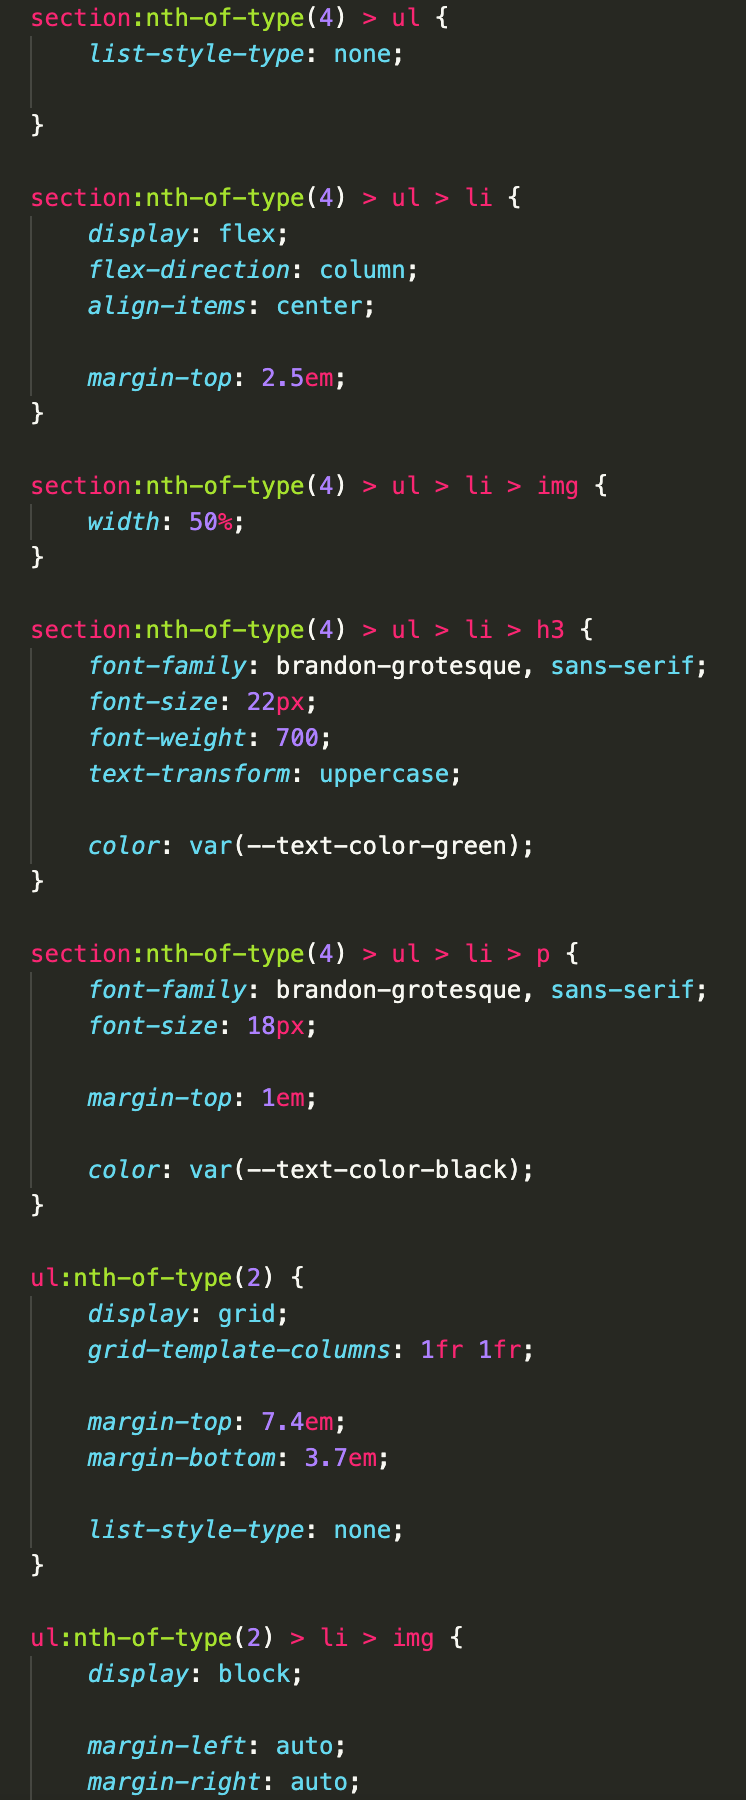 section:nth-of-type(4) > ul {
    list-style-type: none;

}

section:nth-of-type(4) > ul > li {
    display: flex;
    flex-direction: column;
    align-items: center;

    margin-top: 2.5em;
}

section:nth-of-type(4) > ul > li > img {
    width: 50%;
}

section:nth-of-type(4) > ul > li > h3 {
    font-family: brandon-grotesque, sans-serif;
    font-size: 22px;
    font-weight: 700;
    text-transform: uppercase;

    color: var(--text-color-green);
}

section:nth-of-type(4) > ul > li > p {
    font-family: brandon-grotesque, sans-serif;
    font-size: 18px;

    margin-top: 1em;

    color: var(--text-color-black);
}

ul:nth-of-type(2) {
    display: grid;
    grid-template-columns: 1fr 1fr;

    margin-top: 7.4em;
    margin-bottom: 3.7em;

    list-style-type: none;
}

ul:nth-of-type(2) > li > img {
    display: block;

    margin-left: auto;
    margin-right: auto;